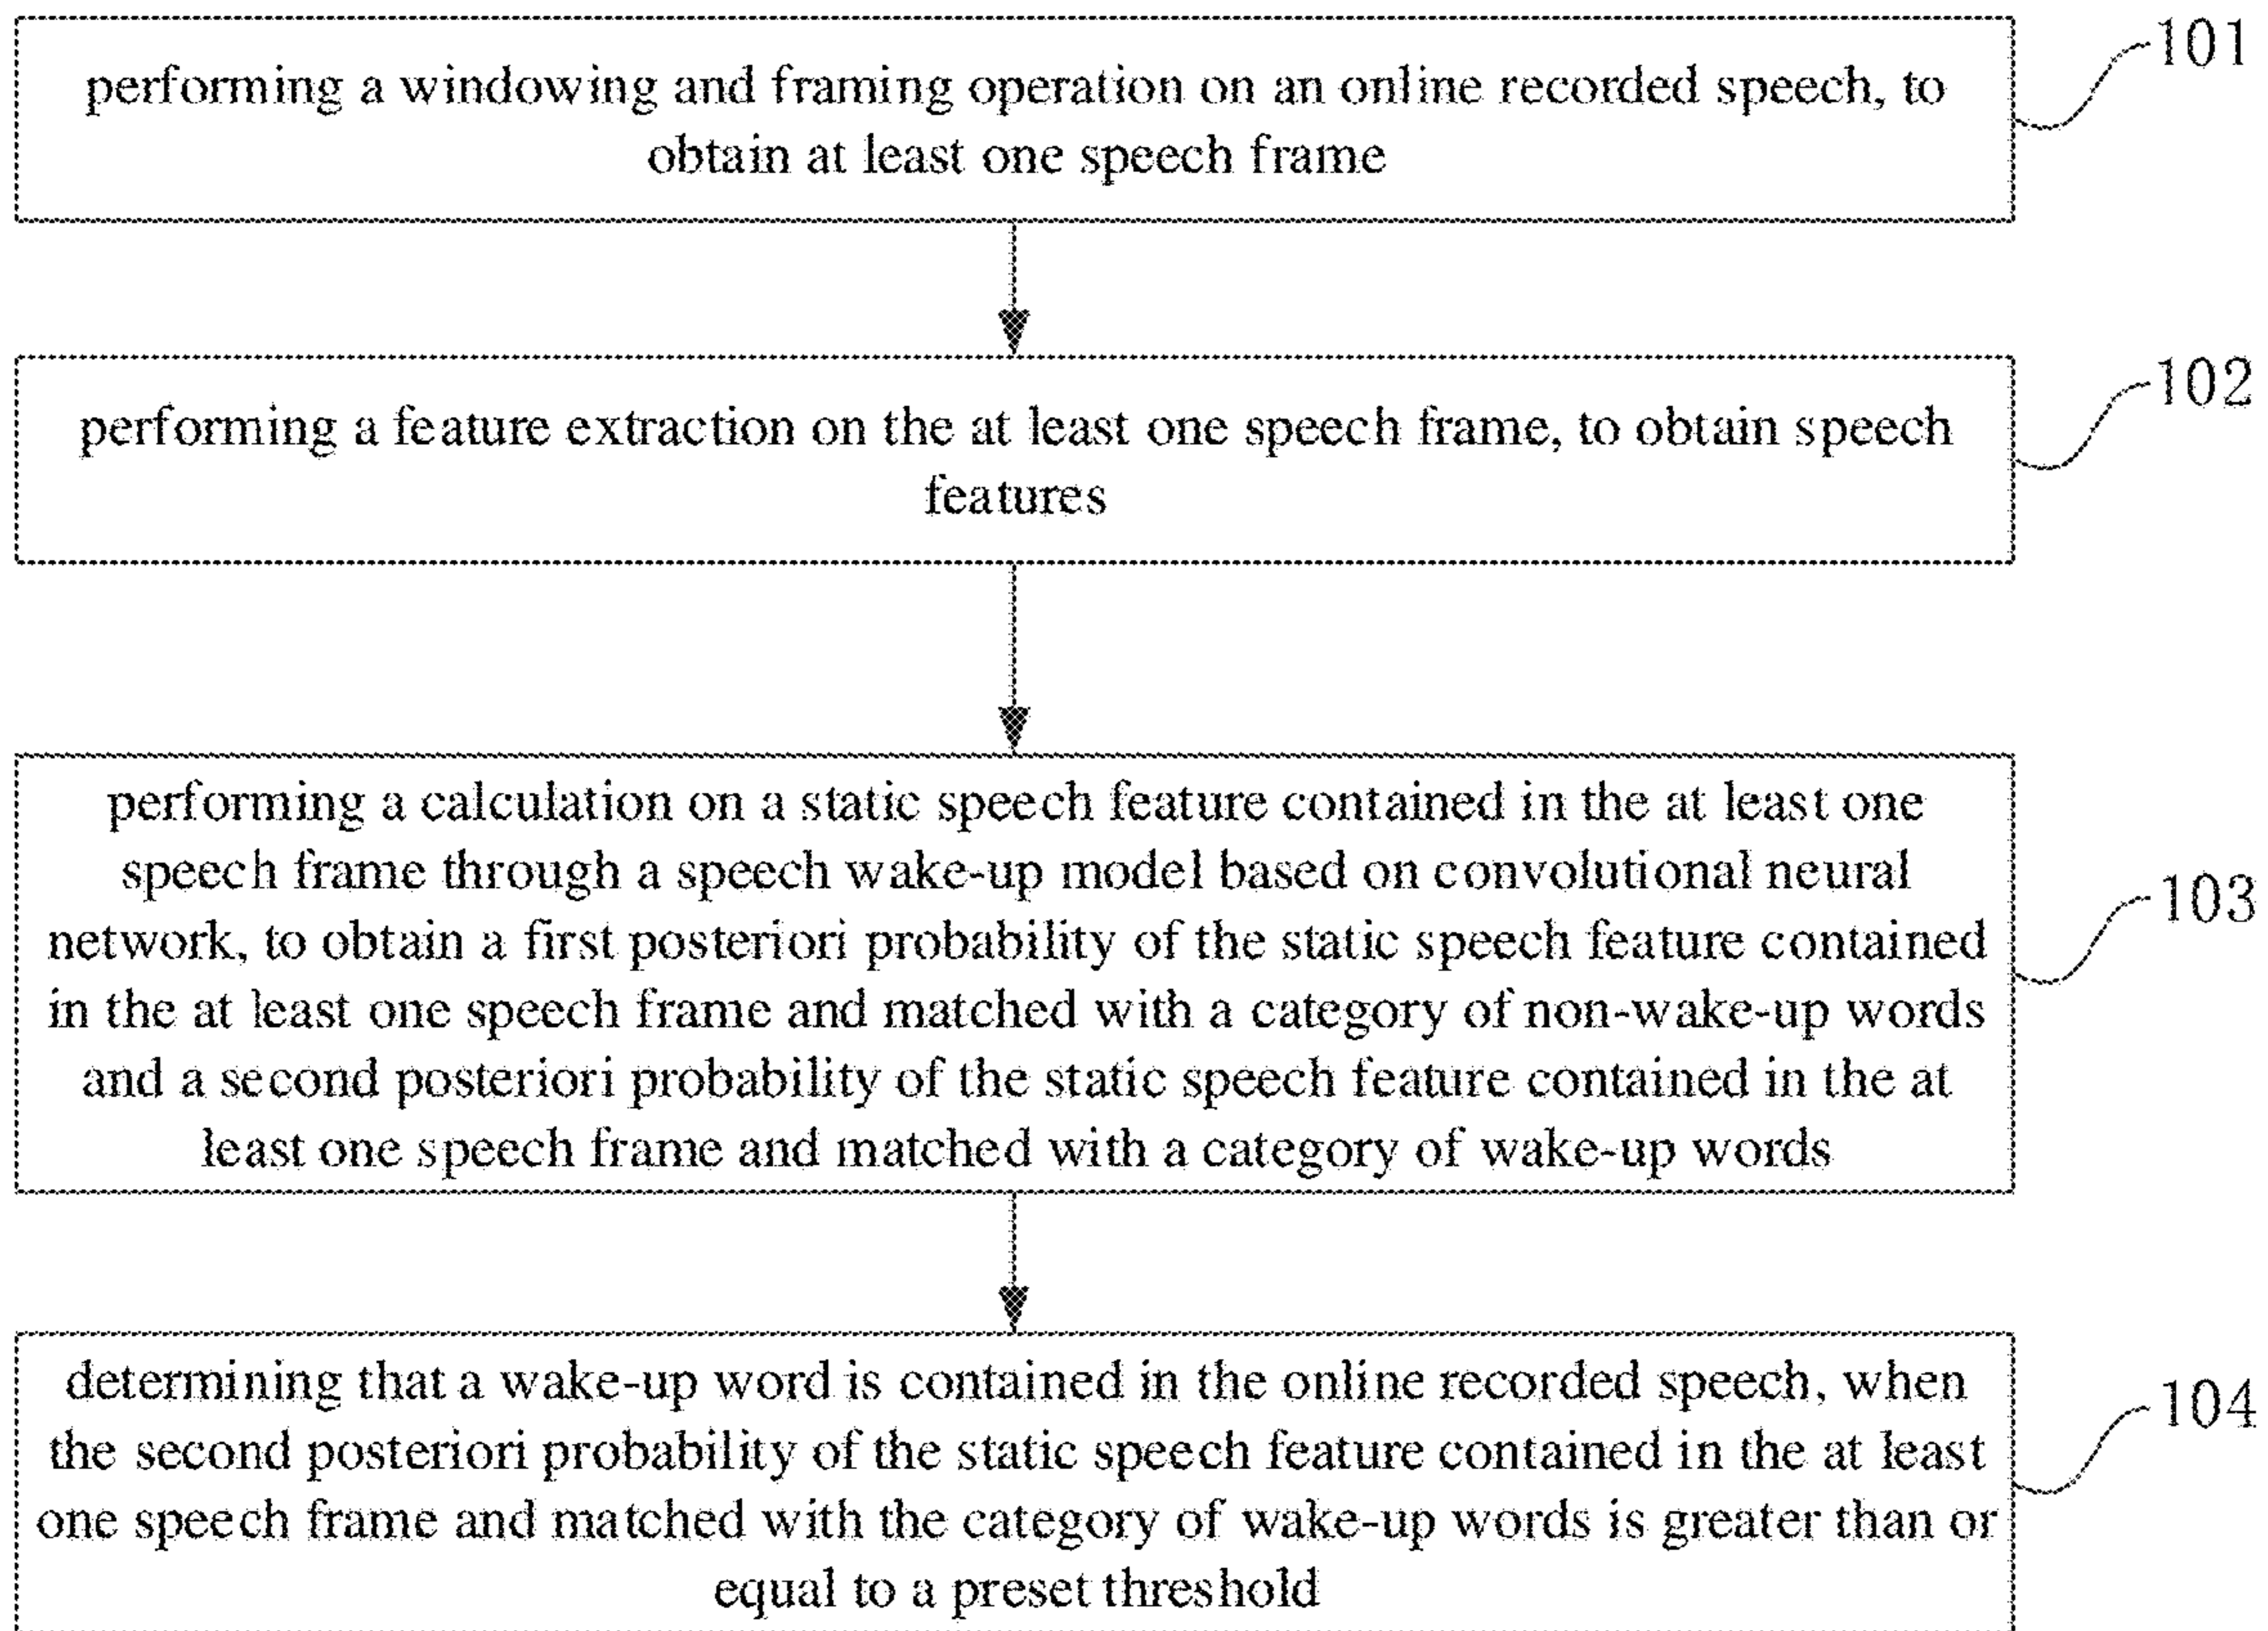 101
performing a windowing and framing operation on an online recorded speech, to
obtain at least one speech frame
102
performing a feature extraction on the at least one speech frame, to obtain speech
features
performing a calculation on a static speech feature contained in the at least one
speech frame through a speech wake-up model based on convolutional neural
103
network, to obtain a first posteriori probability of the static speech feature contained
in the at least one speech frame and matched with a category of non-wake-up words
and a second posteriori probability of the static speech feature contained in the at
least one speech frame and matched with a category of wake-up words
determining that a wake-up word is contained in the online recorded speech, when
104
the second posteriori probability of the static speech feature contained in the at least
one speech frame and matched with the category of wake-up words is greater than or
equal to a preset threshold